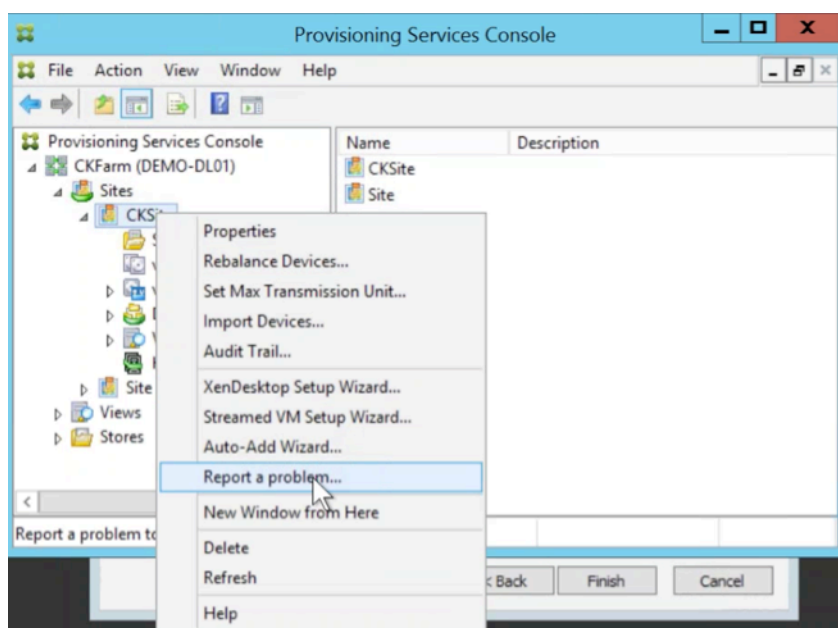 Provisioning Services Console
File Action View Window Help
Provisioning Services Console
CKFarm (DEMO-DL01)
Sites
CKSit
Site
Views
Stores
Name Description
CKSite
Site
Properties
Rebalance Devices...
Set Max Transmission Unit...
Import Devices...
Audit Trail...
XenDesktop Setup Wizard...
Streamed VM Setup Wizard...
Auto-Add Wizard...
Report a problem...
New Window from Here
Delete
Refresh
Help
Report a problem to
< Back Finish Cancel